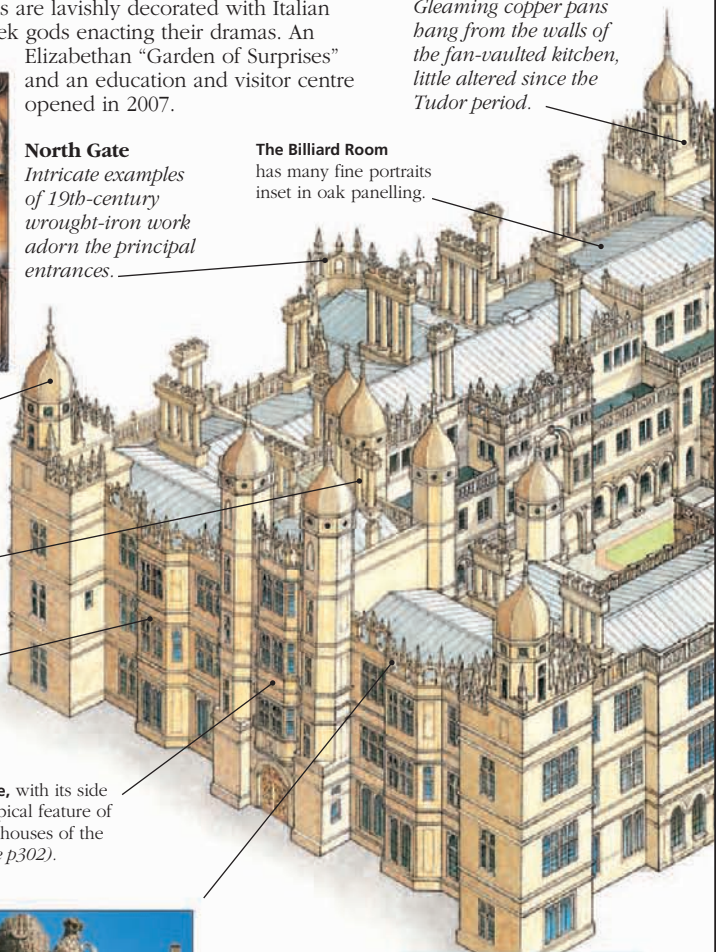 s are lavishly decorated with Italian
ek gods enacting their dramas. An
Elizabethan “Garden of Surprises”
and an education and visitor centre
opened in 2007.
Gleaming copper pans
hang from the walls of
the fan-vaulted kitchen,
little altered since the
Tudor period.
North Gate
Intricate examples
of 19th-century
wrought-iron work
adorn the principal
entrances.
The Billiard Room
has many fine portraits
inset in oak panelling.
e, with its side
pical feature of
houses of the
e p302).